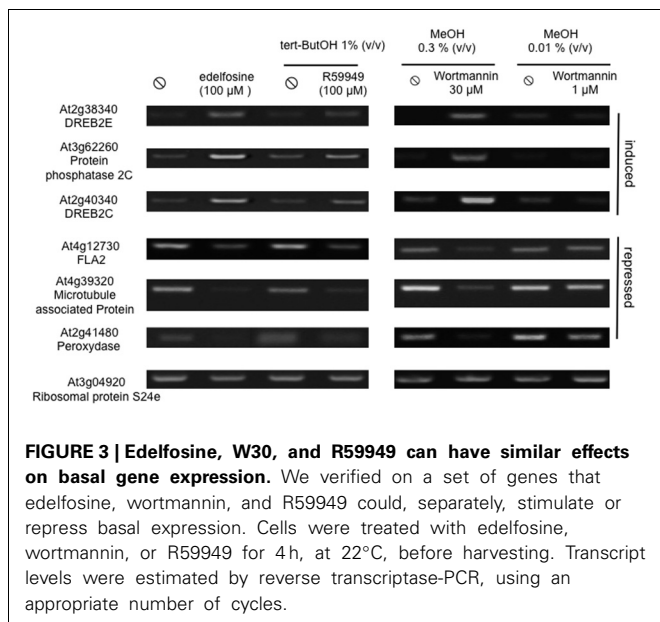 tert-ButOH 1% (v/v)
MeOH
0.3 % (v/v)
MeOH
0.01 % (v/v)
edelfosine
(100 µM )
R59949
(100 µM)
Wortmannin
30 µM
Wortmannin
1 µM
At2g38340
DREB2E
At3g62260
Protein
phosphatase 2C
At2g40340
DREB2C
induced
At4g12730
FLA2
At4g39320
Microtubule
associated Protein
At2g41480
Peroxydase
repressed
At3g04920
Ribosomal protein S24e
FIGURE 3 | Edelfosine, W30, and R59949 can have similar effects
on basal gene expression. We verified on a set of genes that
edelfosine, wortmannin, and R59949 could, separately, stimulate or
repress basal expression. Cells were treated with edelfosine,
wortmannin, or R59949 for 4 h, at 22°C, before harvesting. Transcript
levels were estimated by reverse transcriptase-PCR, using an
appropriate number of cycles.